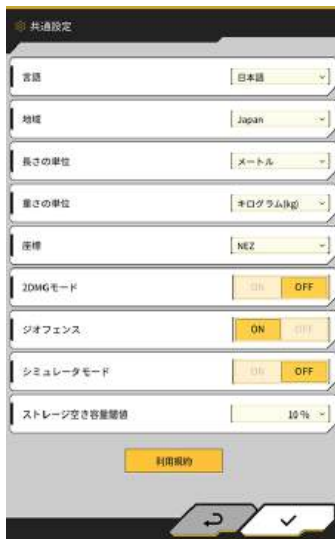 共通設定
言語 日本語
地域 Japan
長さの単位 メートル
重さの単位 キログラム(kg)
座標 NEZ
2DMGモード ON OFF
ジオフェンス ON OFF
シミュレータモード ON OFF
ストレージ空き容量閾値 10 %
利用規約